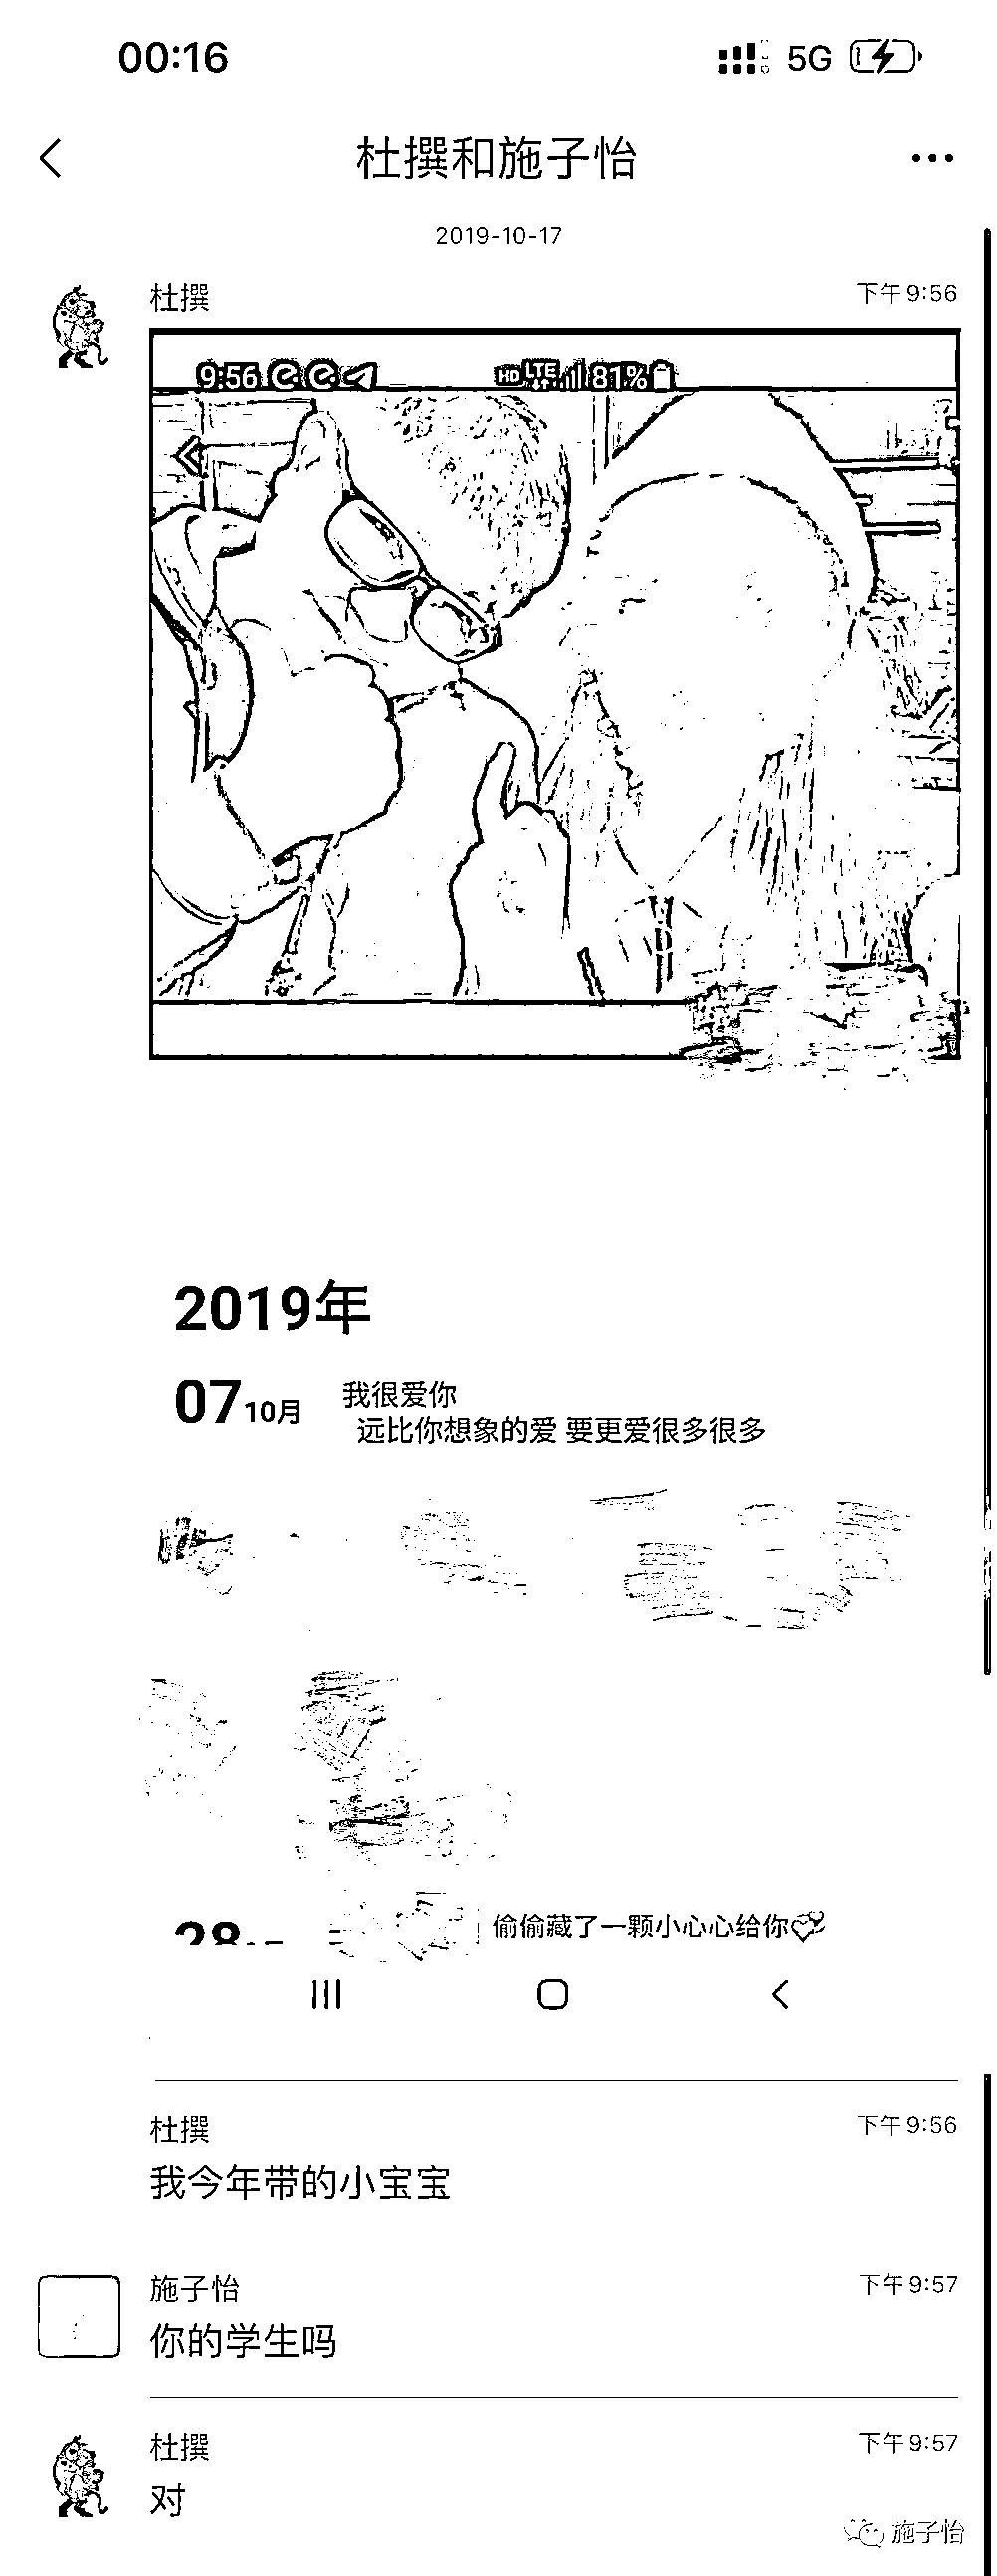 00:16
5G
杜撰和施子怡
2019-10-17
杜撰
下午 9:56
9:56
HD LTE 81%
2019年
07 10月
我很爱你
远比你想象的爱 要更爱很多很多
28
偷偷藏了一颗小心心给你
杜撰
下午 9:56
我今年带的小宝宝
施子怡
下午 9:57
你的学生吗
杜撰
下午 9:57
对
施子怡